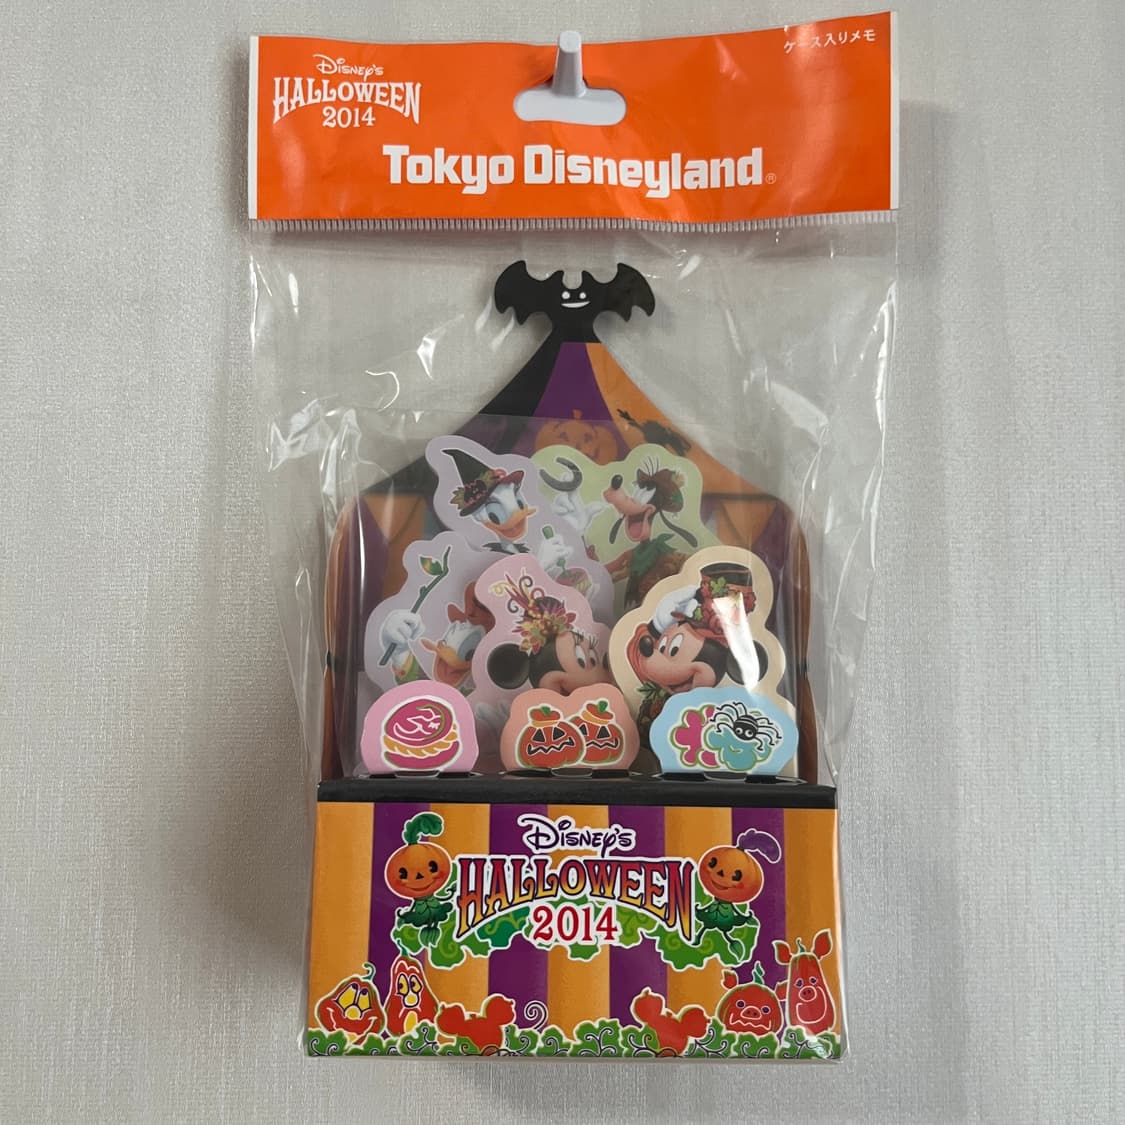 ケース入りメモ
Disney's
HALLOWEEN
2014
Tokyo Disneyland®
Disney's
HALLOWEEN
2014